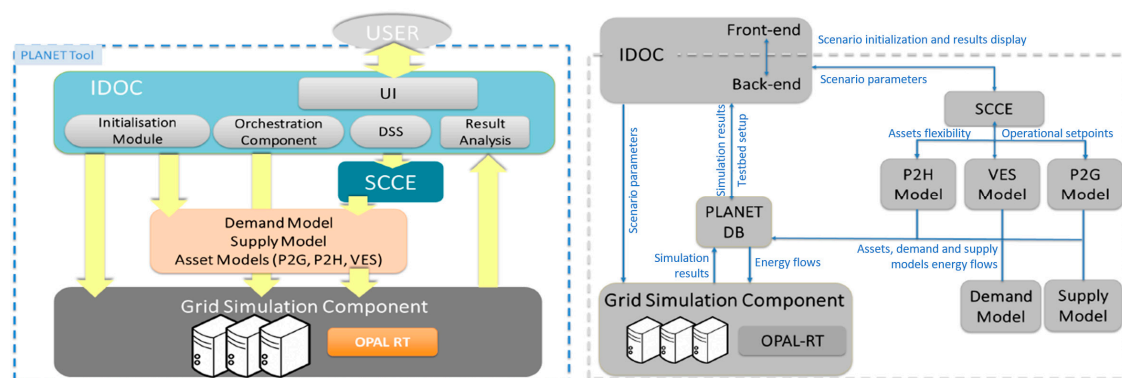 USER
PLANET Tool
IDOC
UI
Initialisation
Module
Orchestration
Component
DSS
Result
Analysis
SCCE
Demand Model
Supply Model
Asset Models (P2G, P2H, VES)
Grid Simulation Component
OPAL RT
Front-end
IDOC
Back-end
Scenario initialization and results display
Scenario parameters
SCCE
Assets flexibility
Operational setpoints
P2H
Model
VES
Model
P2G
Model
Scenario parameters
Simulation results
Testbed setup
PLANET
DB
Simulation
results
Energy flows
Assets, demand and supply
models energy flows
Grid Simulation Component
OPAL-RT
Demand
Model
Supply
Model